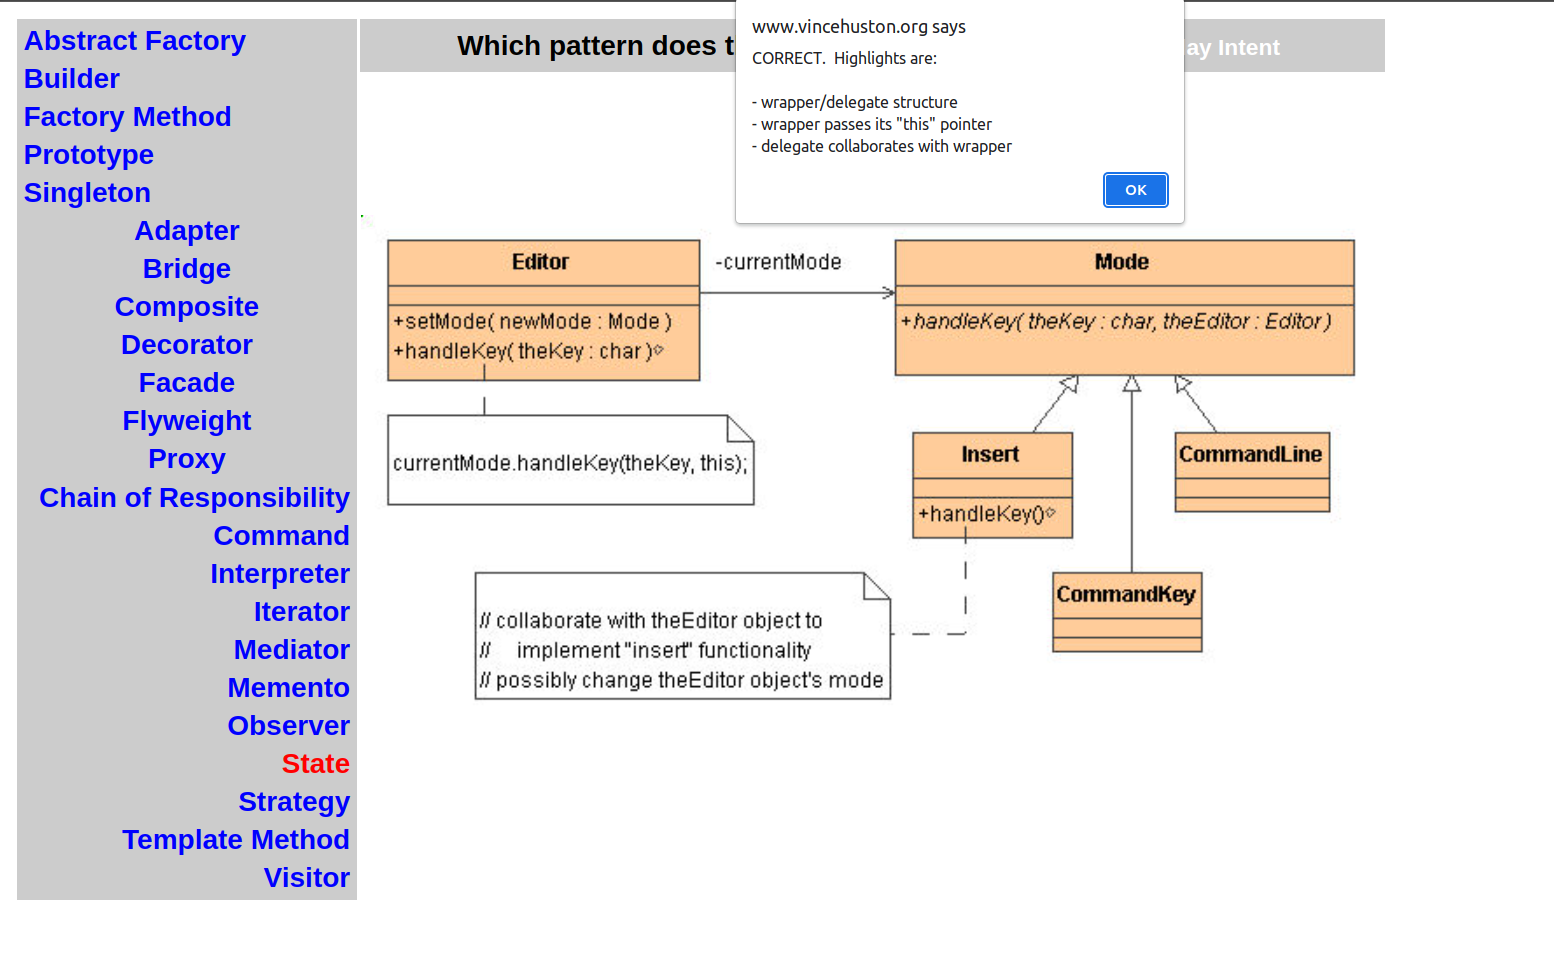 Abstract Factory
Builder
Factory Method
Prototype
Singleton
Adapter
Bridge
Composite
Decorator
Facade
Flyweight
Proxy
Chain of Responsibility
Command
Interpreter
Iterator
Mediator
Memento
Observer
State
Strategy
Template Method
Visitor
Which pattern does t
ay Intent
www.vincehuston.org says
CORRECT. Highlights are:
- wrapper/delegate structure
- wrapper passes its "this" pointer
- delegate collaborates with wrapper
OK
Editor
+setMode( newMode : Mode )
+handleKey( theKey : char )
-currentMode
Mode
+handleKey( theKey : char, theEditor : Editor )
currentMode.handleKey(theKey, this);
Insert
+handleKey()
CommandLine
CommandKey
// collaborate with theEditor object to
// implement "insert" functionality
// possibly change theEditor object's mode